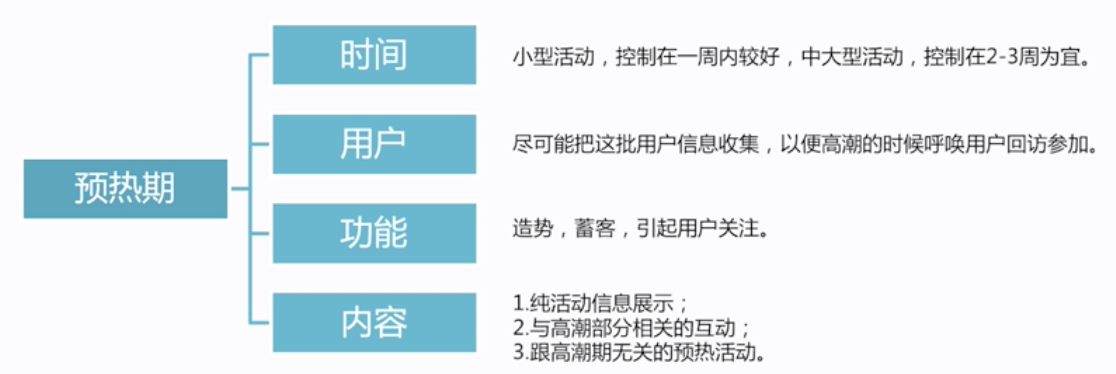 预热期
时间
小型活动，控制在一周内较好，中大型活动，控制在2-3周为宜。
用户
尽可能把这批用户信息收集，以便高潮的时候呼唤用户回访参加。
功能
造势，蓄客，引起用户关注。
内容
1.纯活动信息展示；
2.与高潮部分相关的互动；
3.跟高潮期无关的预热活动。